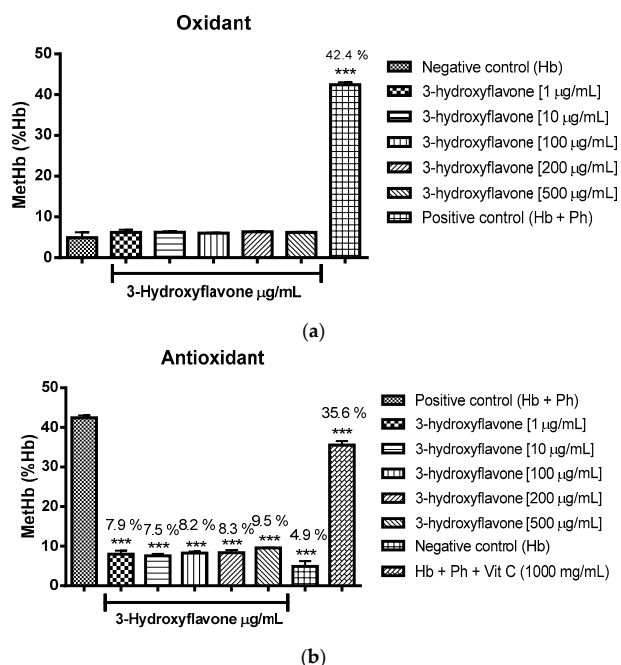 Oxidant
MetHb (%Hb)
50
40
30
20
10
0
42.4 %
***
3-Hydroxyflavone µg/mL
Negative control (Hb)
3-hydroxyflavone [1 µg/mL]
3-hydroxyflavone [10 µg/mL]
3-hydroxyflavone [100 µg/mL]
3-hydroxyflavone [200 µg/mL]
3-hydroxyflavone [500 µg/mL]
Positive control (Hb + Ph)
(a)
Antioxidant
MetHb (%Hb)
50
40
30
20
10
0
7.9 %
***
7.5 %
***
8.2 %
***
8.3 %
***
9.5 %
***
4.9 %
***
35.6 %
***
3-Hydroxyflavone µg/mL
Positive control (Hb + Ph)
3-hydroxyflavone [1 µg/mL]
3-hydroxyflavone [10 µg/mL]
3-hydroxyflavone [100 µg/mL]
3-hydroxyflavone [200 µg/mL]
3-hydroxyflavone [500 µg/mL]
Negative control (Hb)
Hb + Ph + Vit C (1000 mg/mL)
(b)